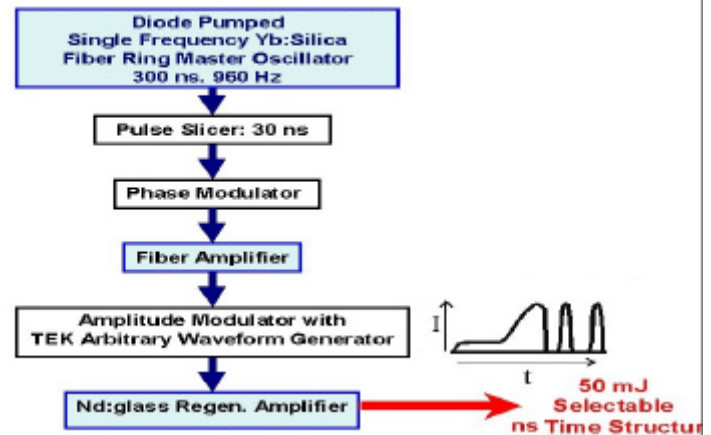 Diode Pumped
Single Frequency Yb:Silica
Fiber Ring Master Oscillator
300 ns. 960 Hz
Pulse Slicer: 30 ns
Phase Modulator
Fiber Amplifier
Amplitude Modulator with
TEK Arbitrary Waveform Generator
I
t
Nd:glass Regen. Amplifier
50 mJ
Selectable
ns Time Structur